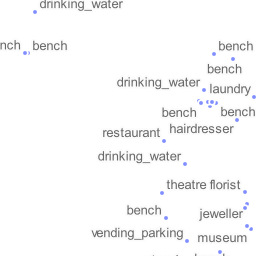 drinking_water
nch bench
bench
bench
drinking_water
laundry
bench
bench
hairdresser
restaurant
drinking_water
theatre florist
bench
jeweller
vending_parking
museum